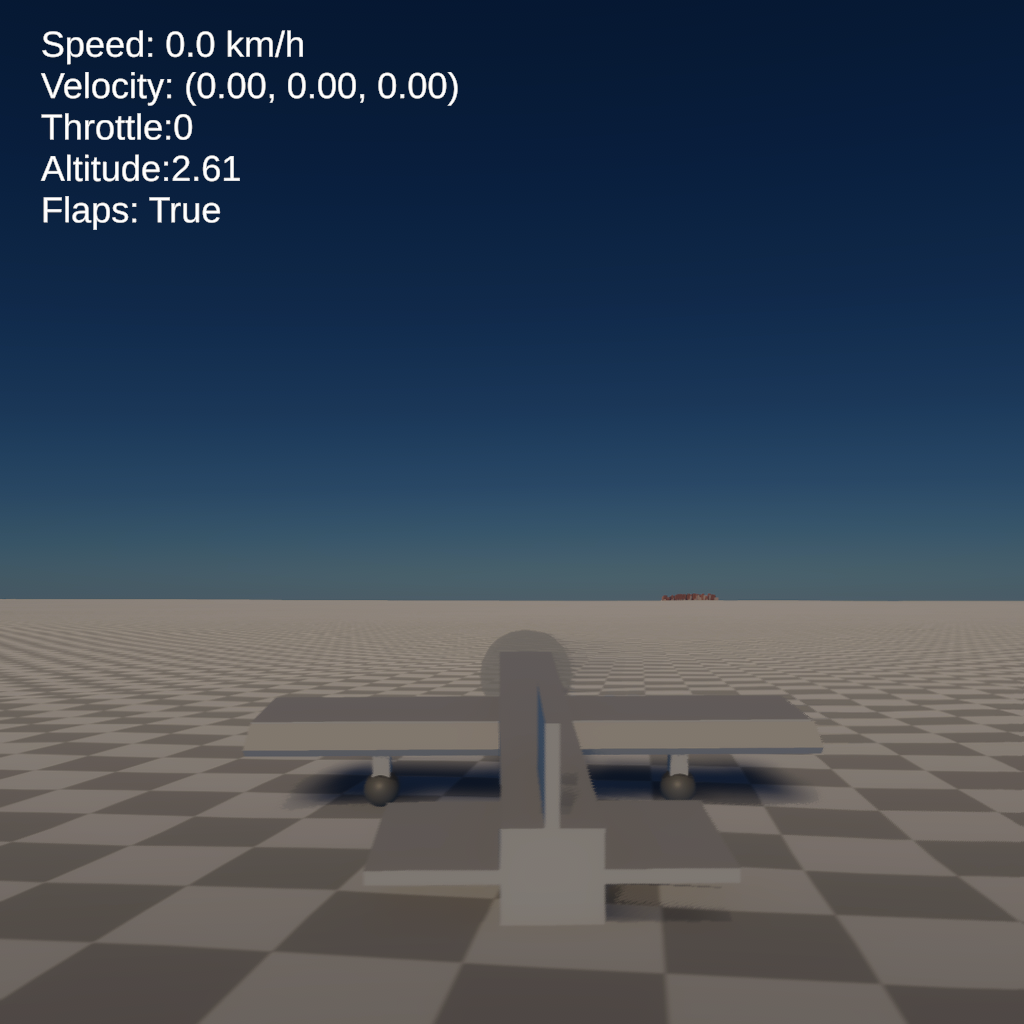 Speed: 0.0 km/h
Velocity: (0.00, 0.00, 0.00)
Throttle:0
Altitude:2.61
Flaps: True